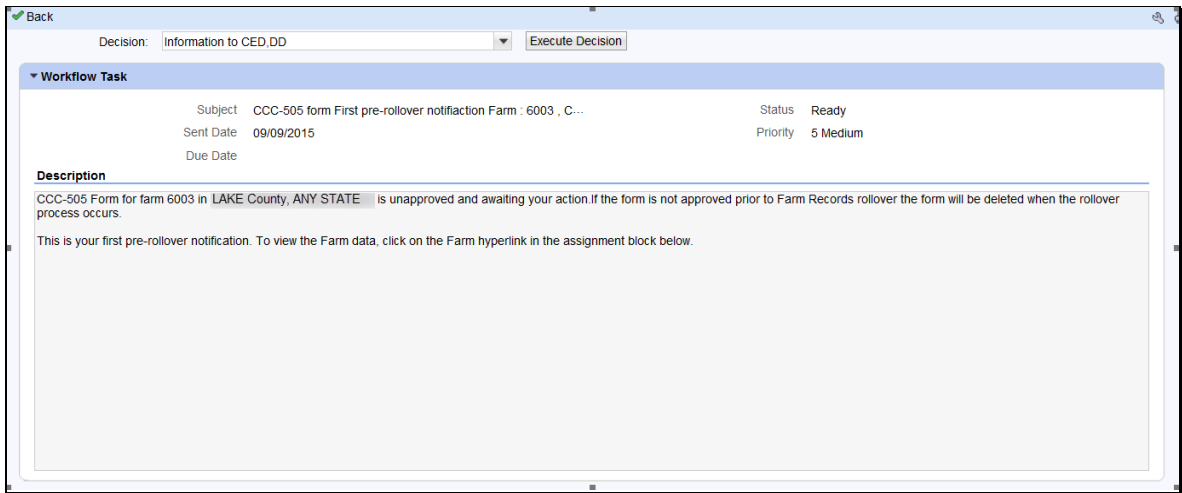 Back
Decision: Information to CED,DD Execute Decision
Workflow Task
Subject CCC-505 form First pre-rollover notifiaction Farm : 6003 , C... Status Ready
Sent Date 09/09/2015 Priority 5 Medium
Due Date
Description
CCC-505 Form for farm 6003 in LAKE County, ANY STATE is unapproved and awaiting your action.If the form is not approved prior to Farm Records rollover the form will be deleted when the rollover
process occurs.
This is your first pre-rollover notification. To view the Farm data, click on the Farm hyperlink in the assignment block below.